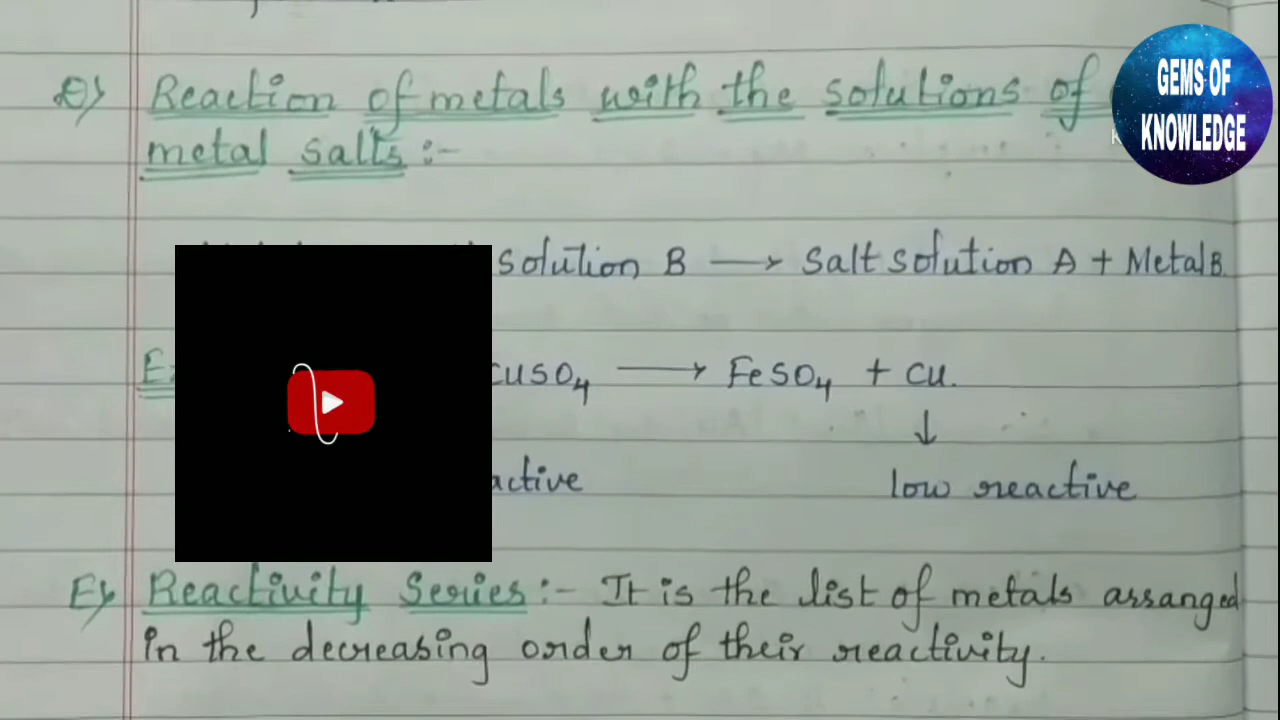 D) Reaction of metals with the solutions of
metal salts :-
solution B → Salt solution A + Metal B
CuSO4 → FeSO4 + Cu.
↓
low reactive
E) Reactivity Series :- It is the list of metals arranged
in the decreasing order of their reactivity.
GEMS OF
KNOWLEDGE